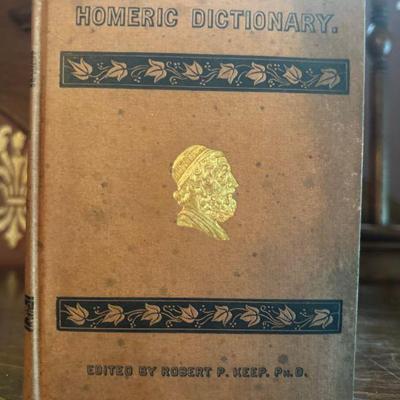 HOMERIC DICTIONARY.
EDITED BY ROBERT P. KEEP, PH.D.